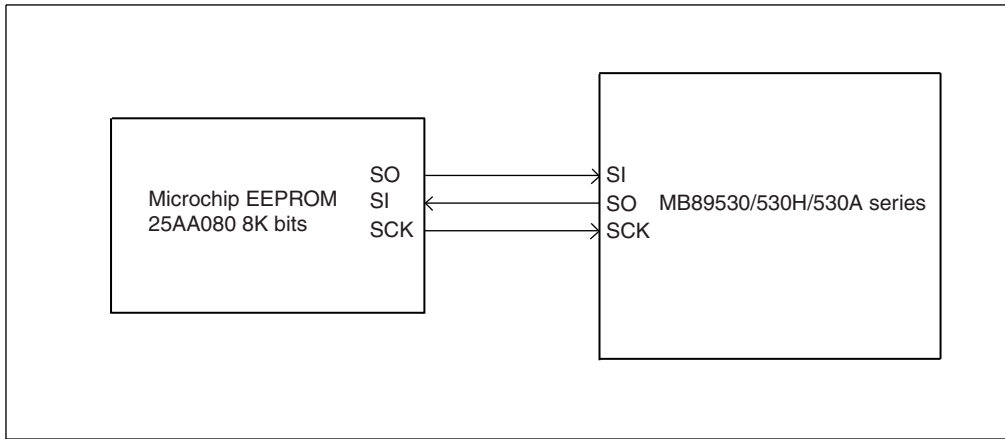 Microchip EEPROM
25AA080 8K bits
SO
SI
SCK
SI
SO
SCK
MB89530/530H/530A series